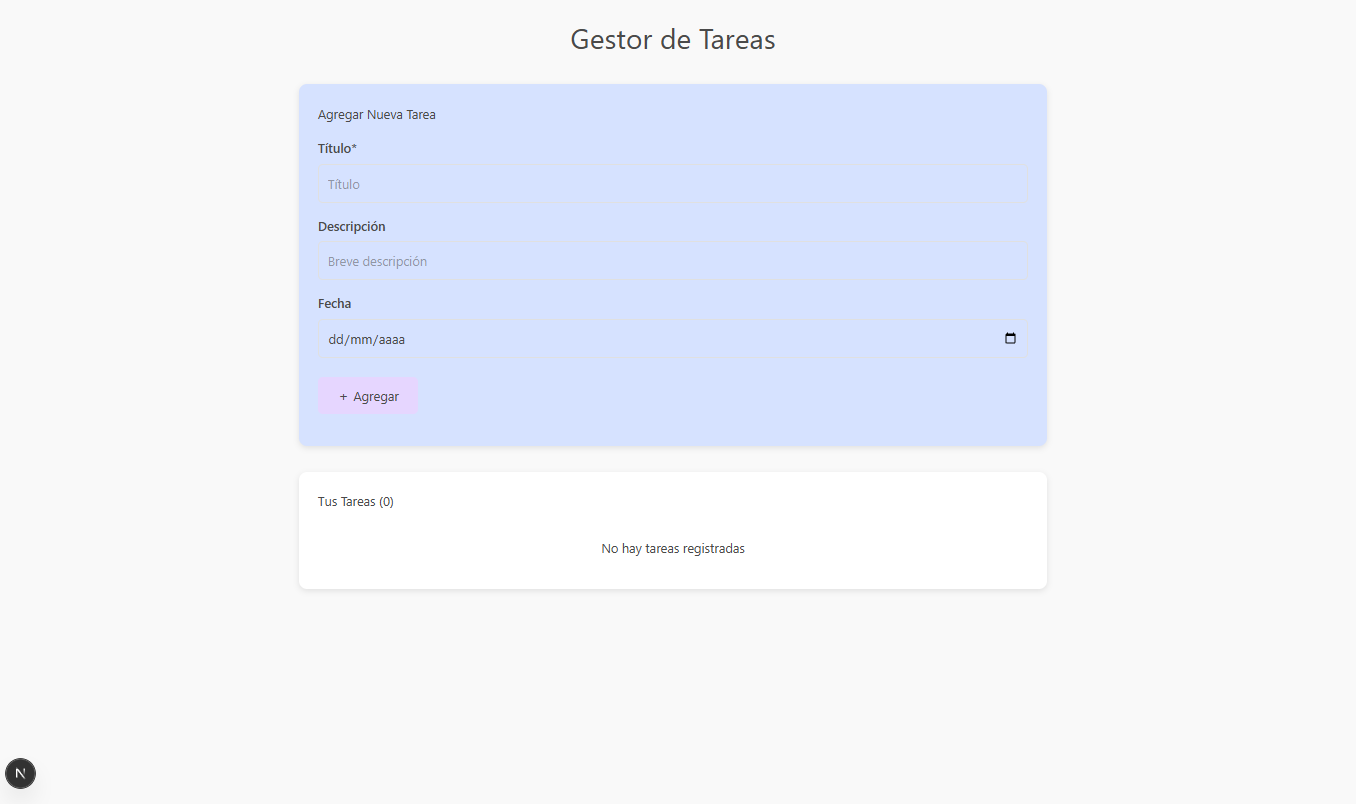 Gestor de Tareas
Agregar Nueva Tarea
Título*
Título
Descripción
Breve descripción
Fecha
dd/mm/aaaa
+ Agregar
Tus Tareas (0)
No hay tareas registradas
N